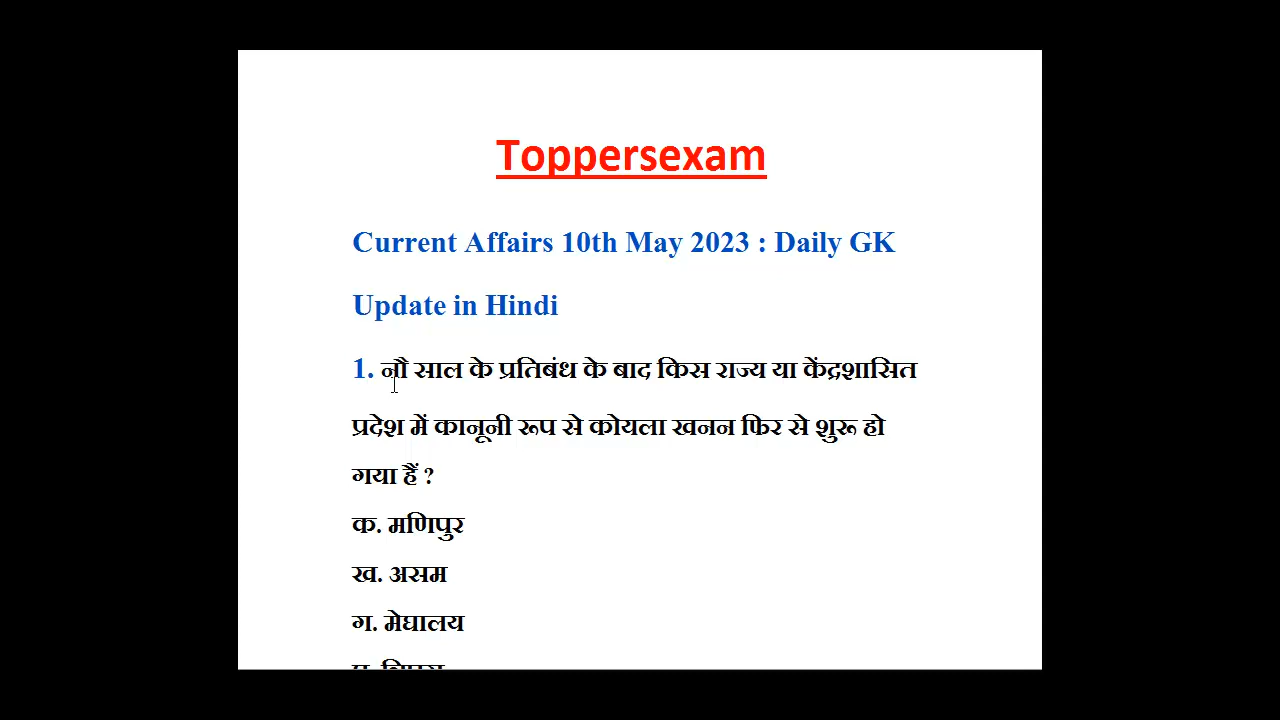 Toppersexam
Current Affairs 10th May 2023 : Daily GK
Update in Hindi
1. नौ साल के प्रतिबंध के बाद किस राज्य या केंद्रशासित
प्रदेश में कानूनी रूप से कोयला खनन फिर से शुरू हो
गया हैं ?
क. मणिपुर
ख. असम
ग. मेघालय